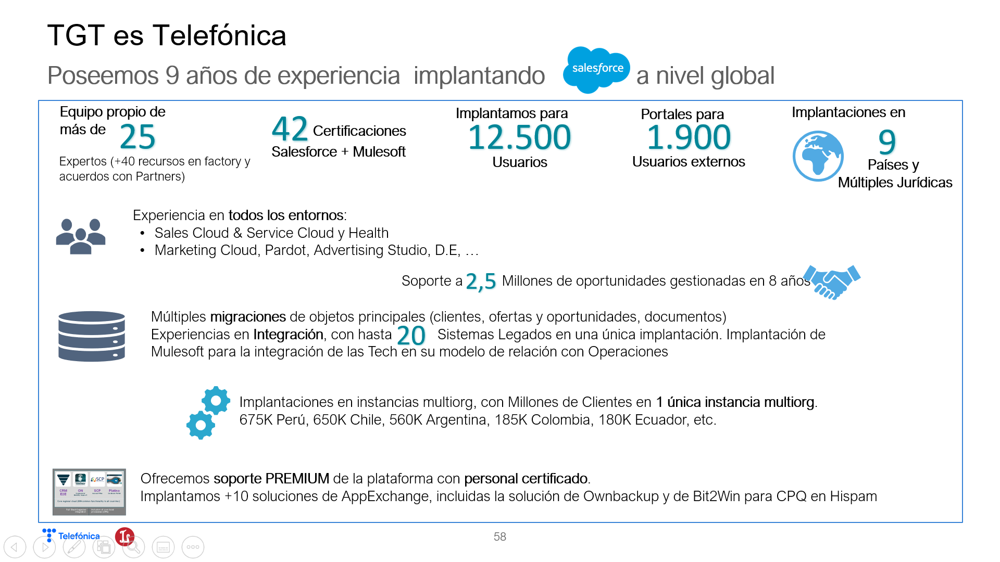 TGT es Telefónica
Poseemos 9 años de experiencia implantando salesforce a nivel global
Equipo propio de
más de 25
Expertos (+40 recursos en factory y
acuerdos con Partners)
42 Certificaciones
Salesforce + Mulesoft
Implantamos para
12.500
Usuarios
Portales para
1.900
Usuarios externos
Implantaciones en
9
Países y
Múltiples Jurídicas
Experiencia en todos los entornos:
• Sales Cloud & Service Cloud y Health
• Marketing Cloud, Pardot, Advertising Studio, D.E, …
Soporte a 2,5 Millones de oportunidades gestionadas en 8 años
Múltiples migraciones de objetos principales (clientes, ofertas y oportunidades, documentos)
Experiencias en Integración, con hasta 20 Sistemas Legados en una única implantación. Implantación de
Mulesoft para la integración de las Tech en su modelo de relación con Operaciones
Implantaciones en instancias multiorg, con Millones de Clientes en 1 única instancia multiorg.
675K Perú, 650K Chile, 560K Argentina, 185K Colombia, 180K Ecuador, etc.
SCP
CRM E2E
ON
SCP
Platino
Ofrecemos soporte PREMIUM de la plataforma con personal certificado.
Implantamos +10 soluciones de AppExchange, incluidas la solución de Ownbackup y de Bit2Win para CPQ en Hispam
Telefónica
58